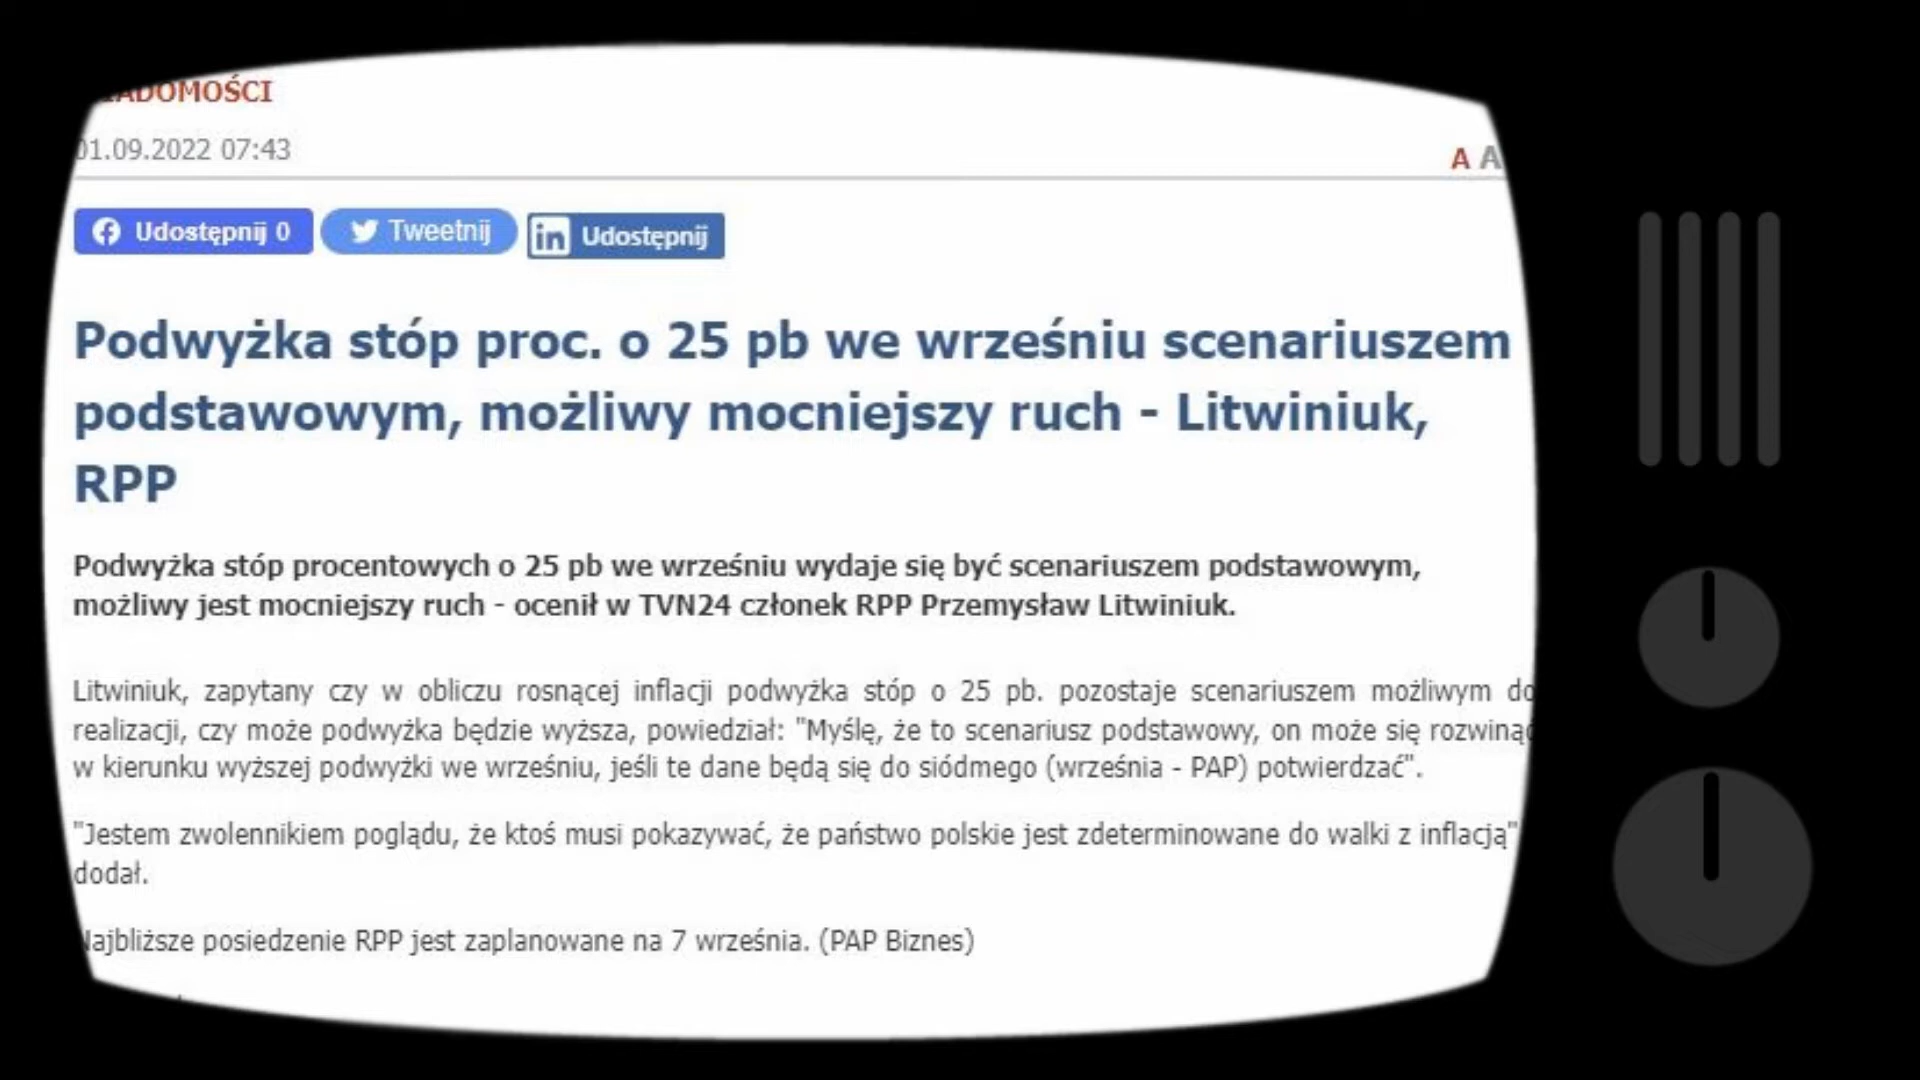 01.09.2022 07:43
A A
Udostępnij 0
Tweetnij
in Udostępnij
Podwyżka stóp proc. o 25 pb we wrześniu scenariuszem
podstawowym, możliwy mocniejszy ruch - Litwiniuk,
RPP
Podwyżka stóp procentowych o 25 pb we wrześniu wydaje się być scenariuszem podstawowym,
możliwy jest mocniejszy ruch - ocenił w TVN24 członek RPP Przemysław Litwiniuk.
Litwiniuk, zapytany czy w obliczu rosnącej inflacji podwyżka stóp o 25 pb. pozostaje scenariuszem możliwym do
realizacji, czy może podwyżka będzie wyższa, powiedział: "Myślę, że to scenariusz podstawowy, on może się rozwinąć
w kierunku wyższej podwyżki we wrześniu, jeśli te dane będą się do siódmego (września - PAP) potwierdzać".
"Jestem zwolennikiem poglądu, że ktoś musi pokazywać, że państwo polskie jest zdeterminowane do walki z inflacją"
dodał.
Najbliższe posiedzenie RPP jest zaplanowane na 7 września. (PAP Biznes)